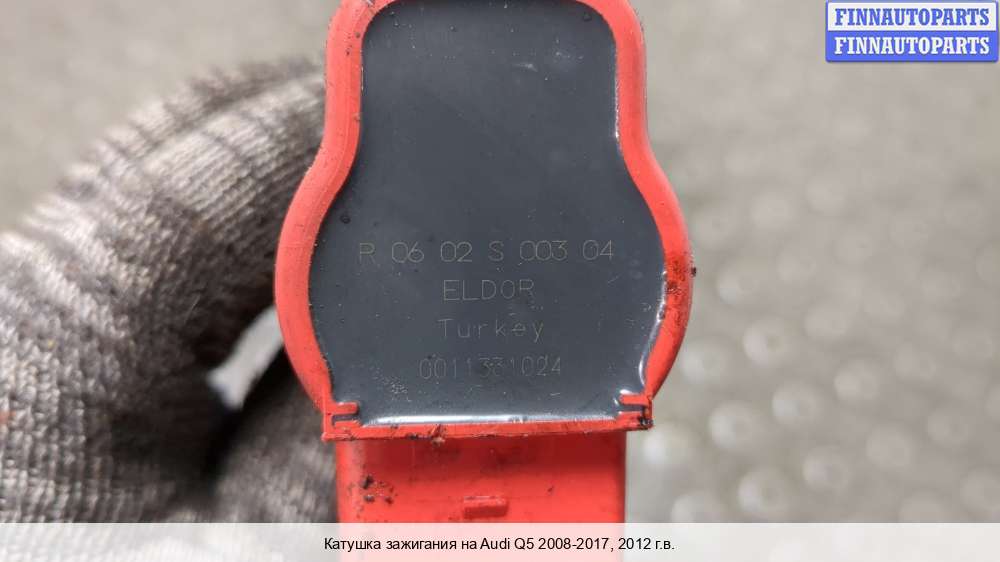 FINNAUTOPARTS
FINNAUTOPARTS
R 06 02 S 003 04
ELDOR
Turkey
0011331024
Катушка зажигания на Audi Q5 2008-2017, 2012 г.в.